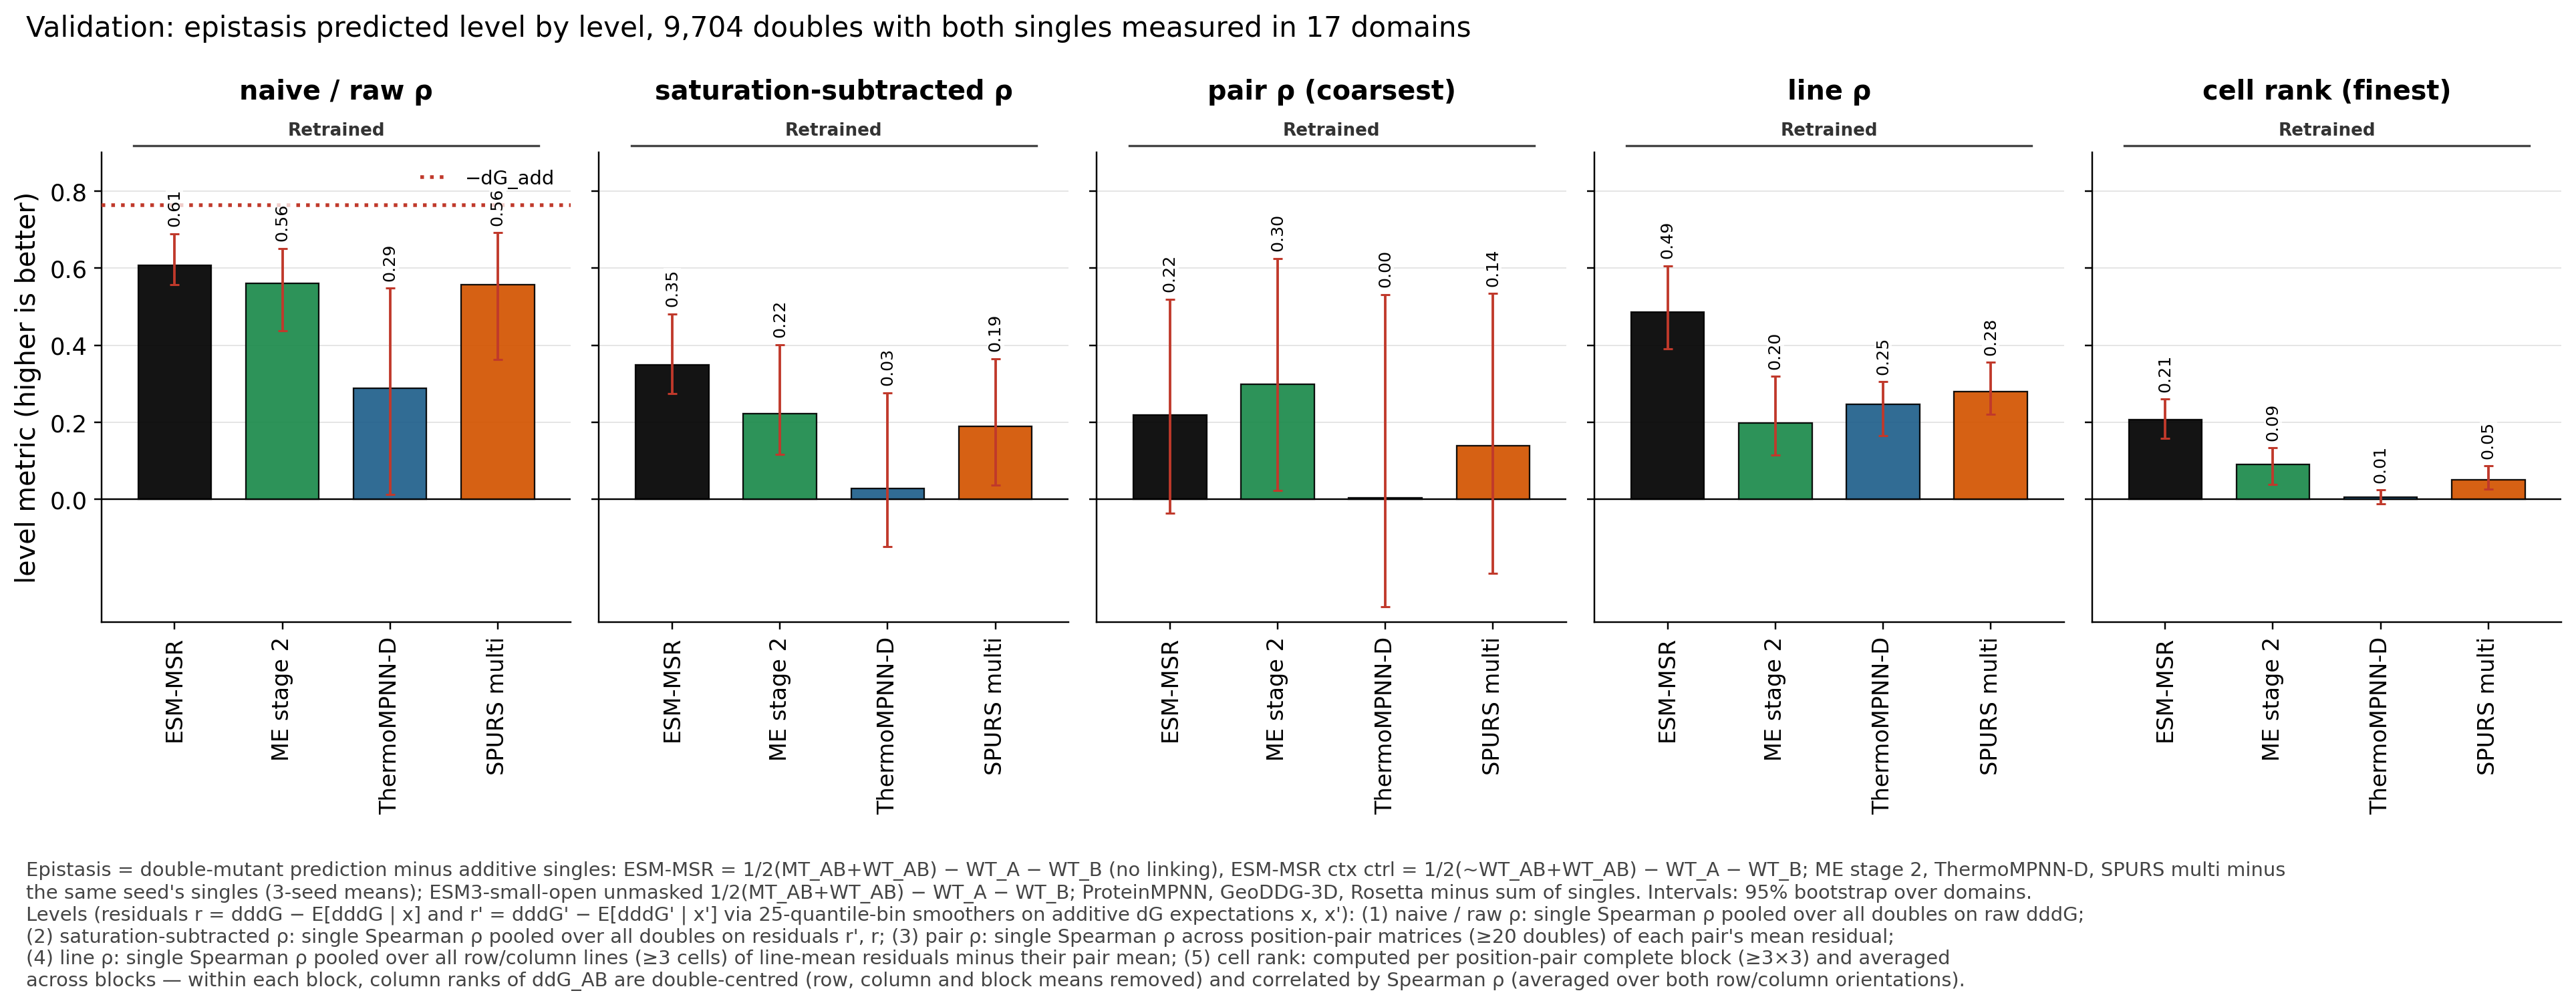 Validation: epistasis predicted level by level, 9,704 doubles with both singles measured in 17 domains
naive / raw ρ
saturation-subtracted ρ
pair ρ (coarsest)
line ρ
cell rank (finest)
Retrained
Retrained
Retrained
Retrained
Retrained
level metric (higher is better)
0.8
0.6
0.4
0.2
0.0
−dG_add
0.61
0.56
0.29
0.56
0.35
0.22
0.03
0.19
0.22
0.30
0.00
0.14
0.49
0.20
0.25
0.28
0.21
0.09
0.01
0.05
ESM-MSR
ME stage 2
ThermoMPNN-D
SPURS multi
ESM-MSR
ME stage 2
ThermoMPNN-D
SPURS multi
ESM-MSR
ME stage 2
ThermoMPNN-D
SPURS multi
ESM-MSR
ME stage 2
ThermoMPNN-D
SPURS multi
ESM-MSR
ME stage 2
ThermoMPNN-D
SPURS multi
Epistasis = double-mutant prediction minus additive singles: ESM-MSR = 1/2(MT_AB+WT_AB) − WT_A − WT_B (no linking), ESM-MSR ctx ctrl = 1/2(~WT_AB+WT_AB) − WT_A − WT_B; ME stage 2, ThermoMPNN-D, SPURS multi minus
the same seed's singles (3-seed means); ESM3-small-open unmasked 1/2(MT_AB+WT_AB) − WT_A − WT_B; ProteinMPNN, GeoDDG-3D, Rosetta minus sum of singles. Intervals: 95% bootstrap over domains.
Levels (residuals r = dddG − E[dddG | x] and r' = dddG' − E[dddG' | x'] via 25-quantile-bin smoothers on additive dG expectations x, x'): (1) naive / raw ρ: single Spearman ρ pooled over all doubles on raw dddG;
(2) saturation-subtracted ρ: single Spearman ρ pooled over all doubles on residuals r', r; (3) pair ρ: single Spearman ρ across position-pair matrices (≥20 doubles) of each pair's mean residual;
(4) line ρ: single Spearman ρ pooled over all row/column lines (≥3 cells) of line-mean residuals minus their pair mean; (5) cell rank: computed per position-pair complete block (≥3×3) and averaged
across blocks — within each block, column ranks of ddG_AB are double-centred (row, column and block means removed) and correlated by Spearman ρ (averaged over both row/column orientations).